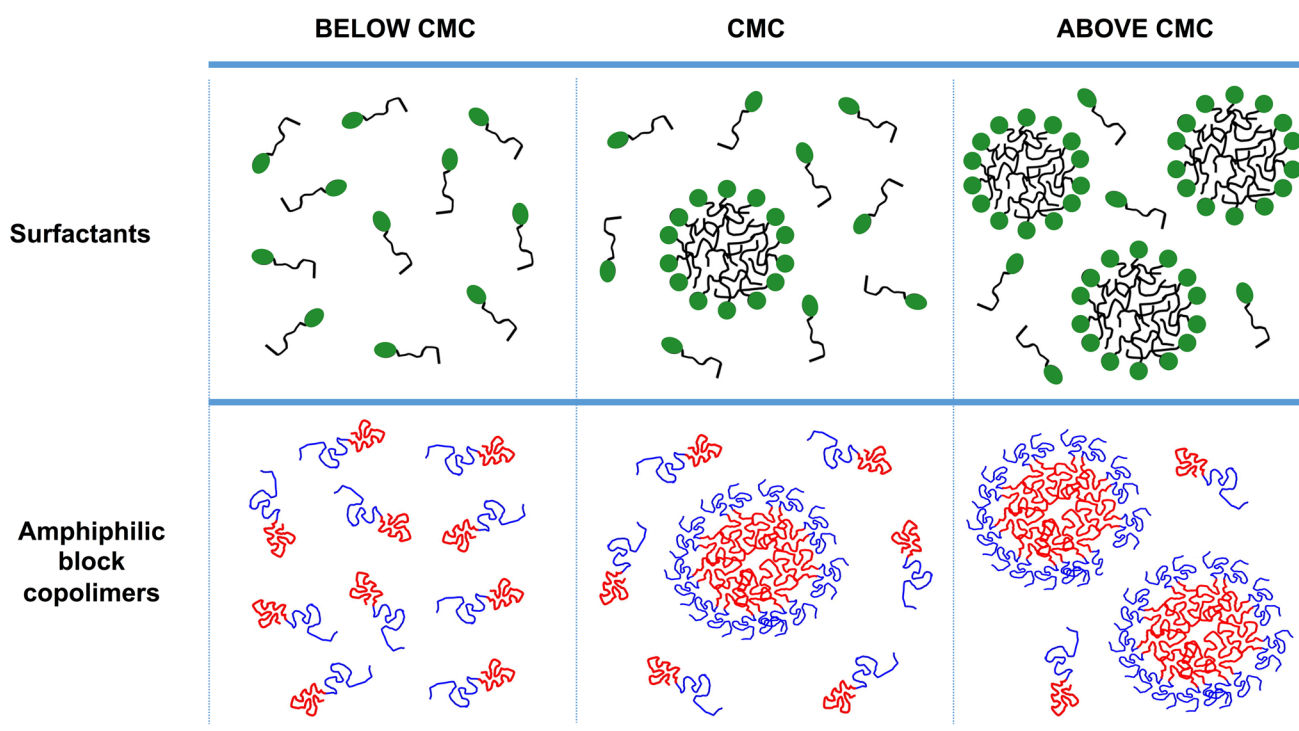 BELOW CMC
CMC
ABOVE CMC
Surfactants
Amphiphilic
block
copolimers